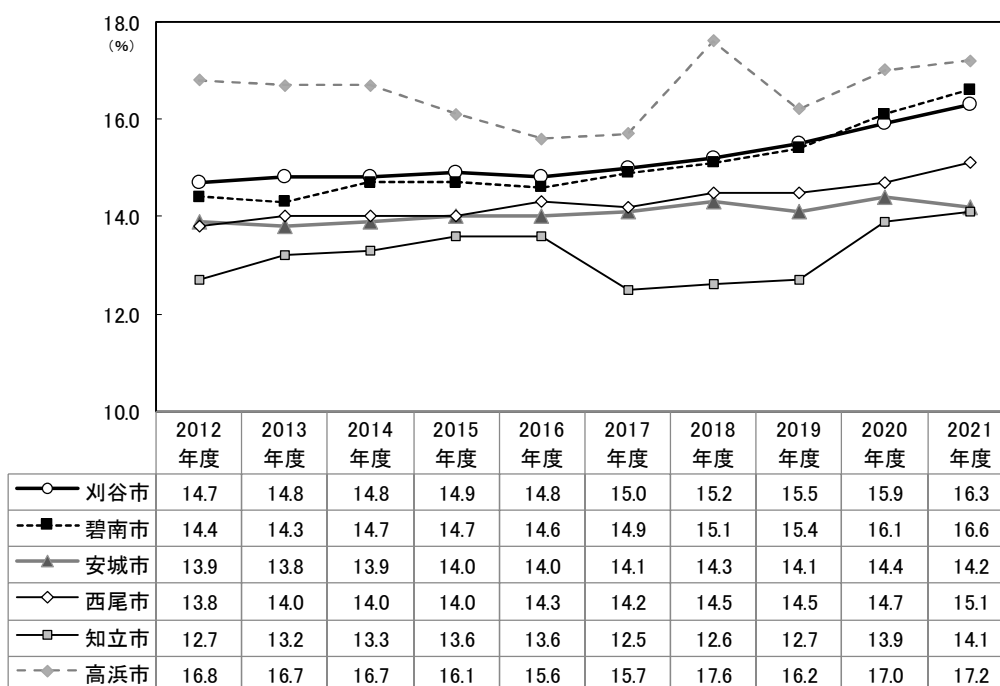 18.0
(%)
16.0
14.0
12.0
10.0
2012 2013 2014 2015 2016 2017 2018 2019 2020 2021
年度 年度 年度 年度 年度 年度 年度 年度 年度 年度
刈谷市 14.7 14.8 14.8 14.9 14.8 15.0 15.2 15.5 15.9 16.3
碧南市 14.4 14.3 14.7 14.7 14.6 14.9 15.1 15.4 16.1 16.6
安城市 13.9 13.8 13.9 14.0 14.0 14.1 14.3 14.1 14.4 14.2
西尾市 13.8 14.0 14.0 14.0 14.3 14.2 14.5 14.5 14.7 15.1
知立市 12.7 13.2 13.3 13.6 13.6 12.5 12.6 12.7 13.9 14.1
高浜市 16.8 16.7 16.7 16.1 15.6 15.7 17.6 16.2 17.0 17.2